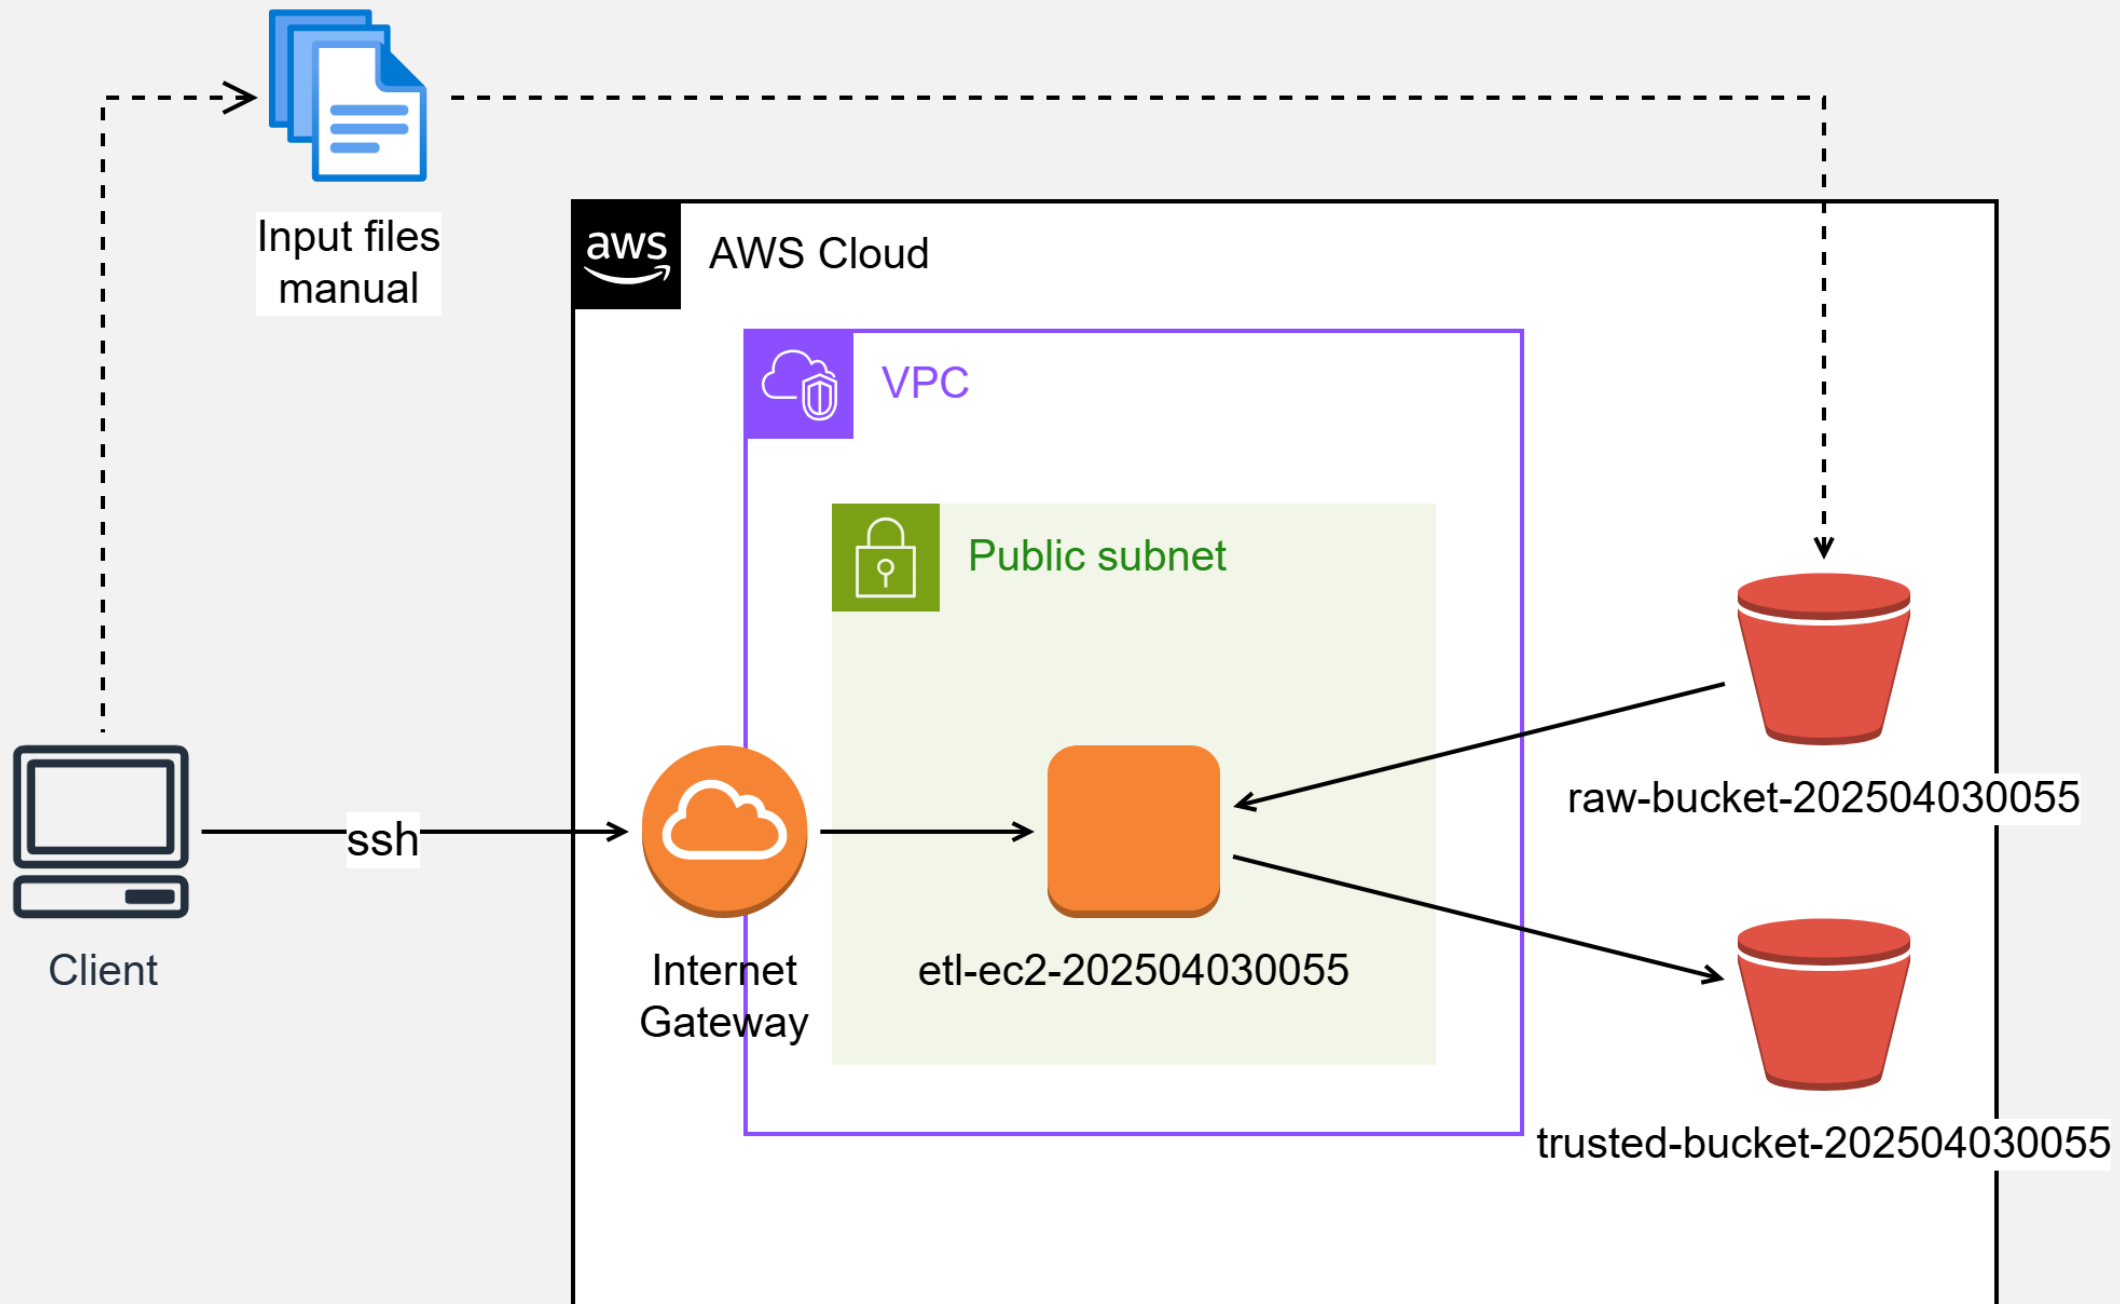 Input files
manual
aws
AWS Cloud
VPC
Public subnet
raw-bucket-202504030055
ssh
Client
Internet
Gateway
etl-ec2-202504030055
trusted-bucket-202504030055